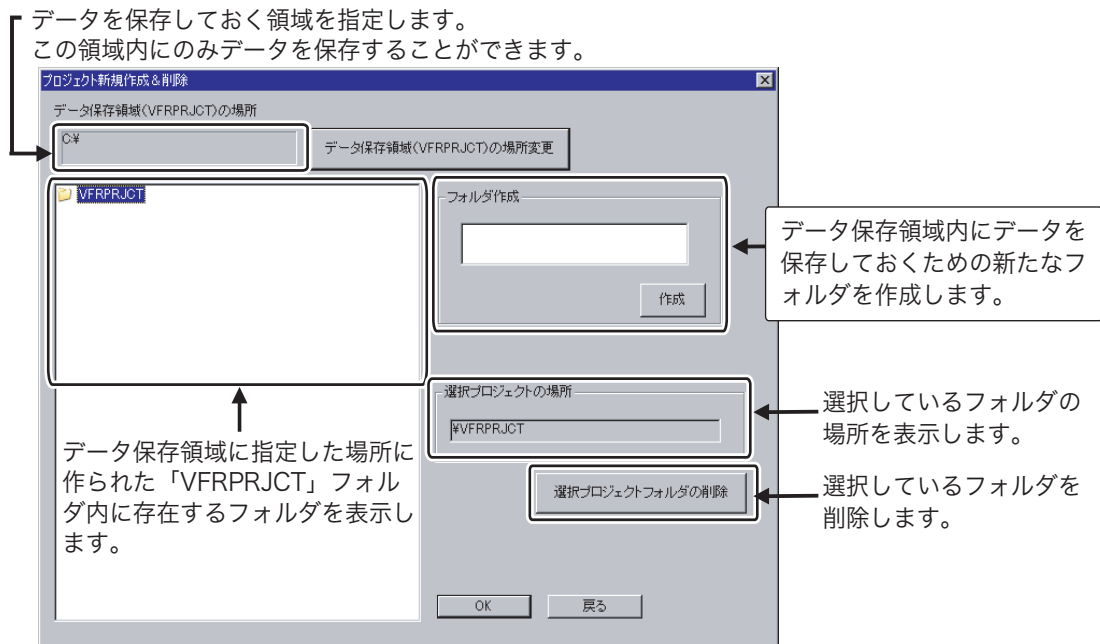 データを保存しておく領域を指定します。
この領域内にのみデータを保存することができます。
プロジェクト新規作成＆削除
データ保存領域(VFRPRJCT)の場所
C:¥
データ保存領域(VFRPRJCT)の場所変更
VFRPRJCT
フォルダ作成
作成
データ保存領域内にデータを
保存しておくための新たなフ
ォルダを作成します。
選択プロジェクトの場所
¥VFRPRJCT
選択しているフォルダの
場所を表示します。
データ保存領域に指定した場所に
作られた「VFRPRJCT」フォル
ダ内に存在するフォルダを表示し
ます。
選択プロジェクトフォルダの削除
選択しているフォルダを
削除します。
OK
戻る